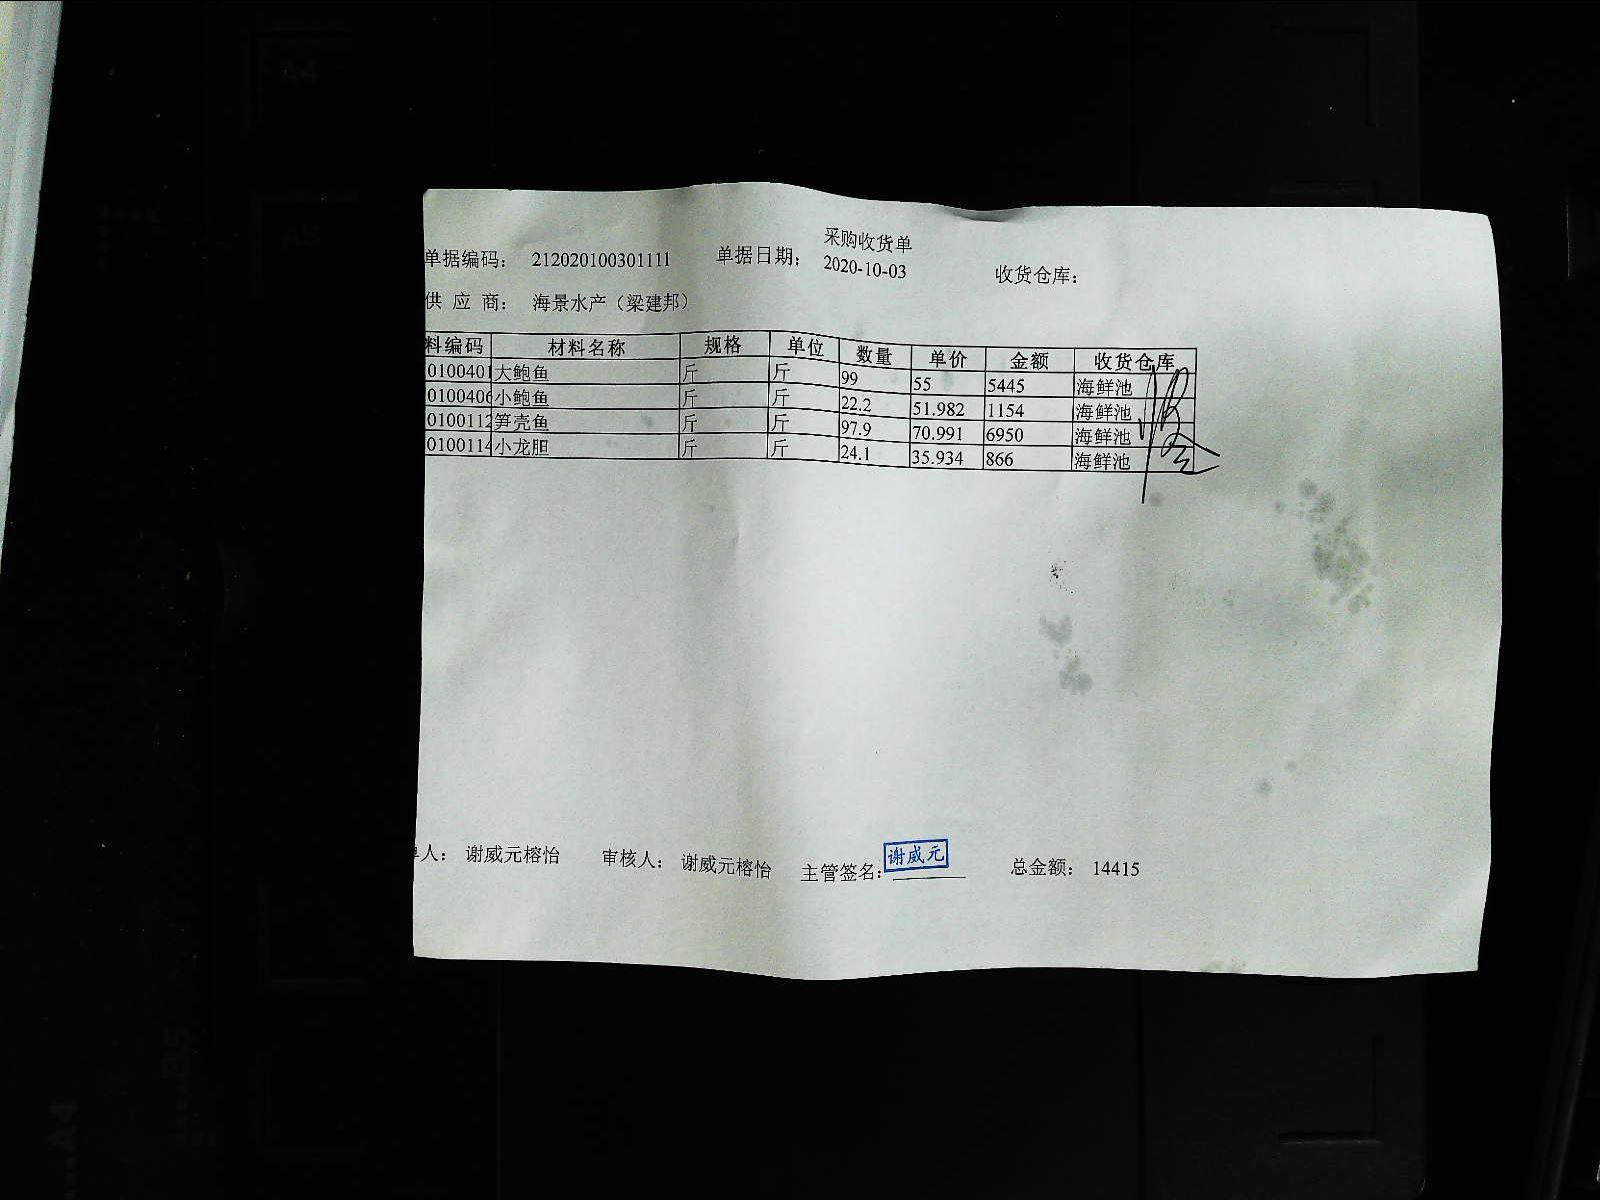 采购收货单
单据编码： 212020100301111 单据日期： 2020-10-03 收货仓库：
供 应 商： 海景水产（梁建邦）
料编码 材料名称 规格 单位 数量 单价 金额 收货仓库
0100401 大鲍鱼 斤 斤 99 55 5445 海鲜池
0100406 小鲍鱼 斤 斤 22.2 51.982 1154 海鲜池
0100112 笋壳鱼 斤 斤 97.9 70.991 6950 海鲜池
0100114 小龙胆 斤 斤 24.1 35.934 866 海鲜池
人： 谢威元榕怡 审核人： 谢威元榕怡 主管签名： 谢威元 总金额： 14415
A4
B5